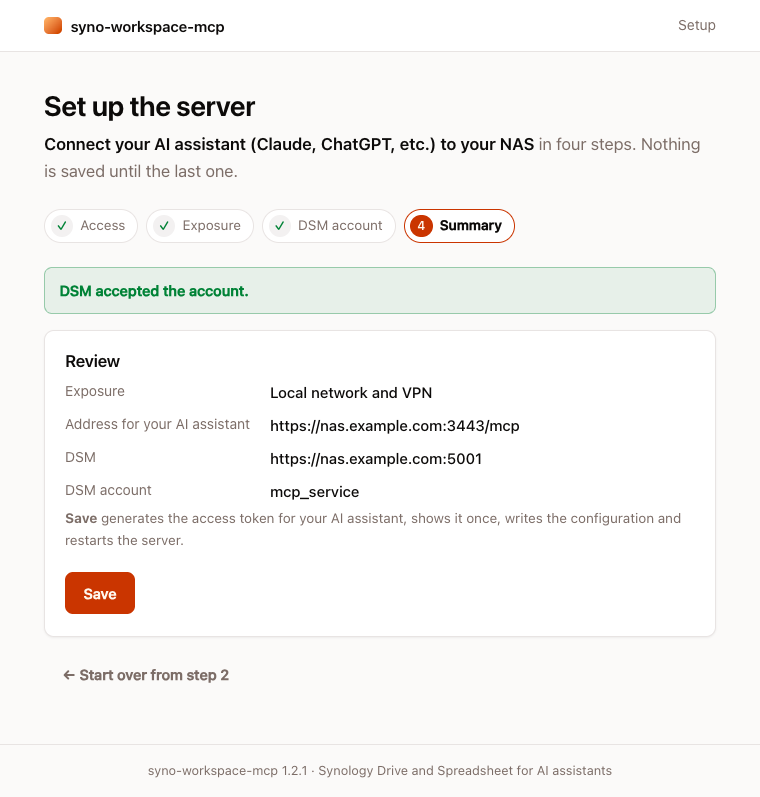 syno-workspace-mcp
Setup
Set up the server
Connect your AI assistant (Claude, ChatGPT, etc.) to your NAS in four steps. Nothing
is saved until the last one.
✓ Access
✓ Exposure
✓ DSM account
4 Summary
DSM accepted the account.
Review
Exposure Local network and VPN
Address for your AI assistant https://nas.example.com:3443/mcp
DSM https://nas.example.com:5001
DSM account mcp_service
Save generates the access token for your AI assistant, shows it once, writes the configuration and
restarts the server.
Save
← Start over from step 2
syno-workspace-mcp 1.2.1 · Synology Drive and Spreadsheet for AI assistants